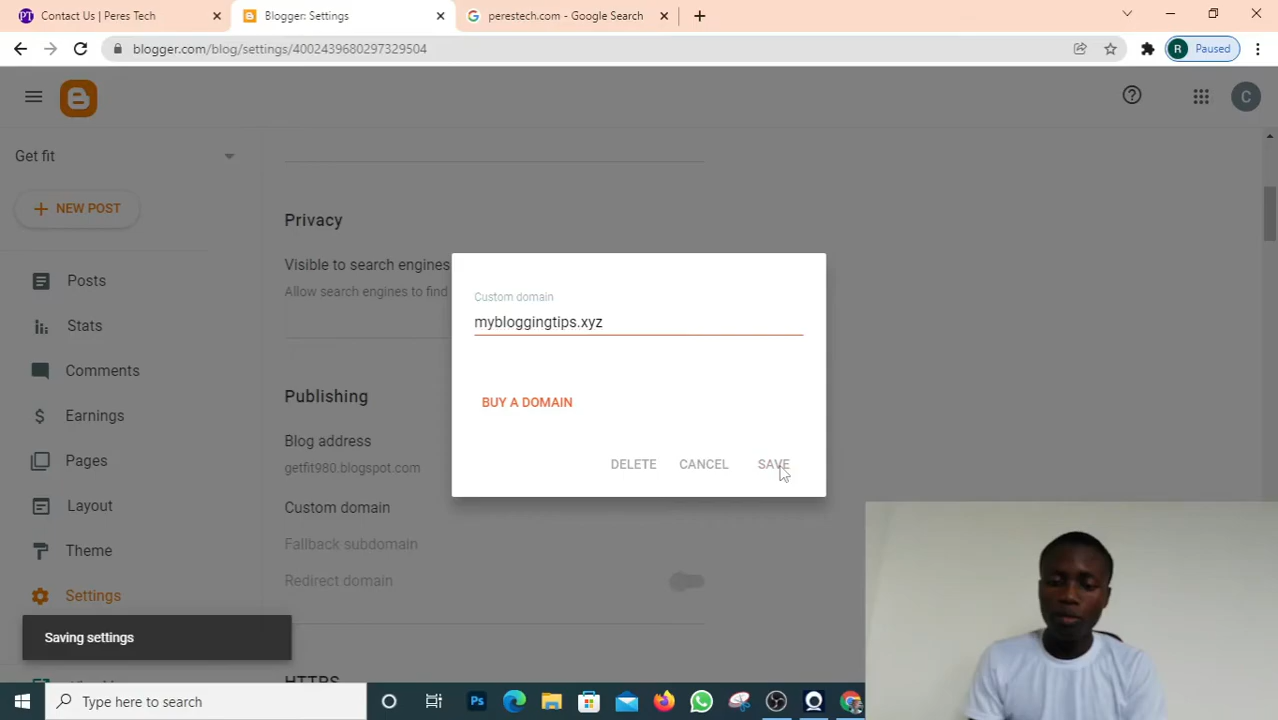 Contact Us | Peres Tech
Blogger: Settings
perestech.com - Google Search
blogger.com/blog/settings/4002439680297329504
R Paused
C
Get fit
NEW POST
Posts
Stats
Comments
Earnings
Pages
Layout
Theme
Settings
Privacy
Visible to search engines
Allow search engines to find
Publishing
Blog address
getfit980.blogspot.com
Custom domain
Fallback subdomain
Redirect domain
HTTPS
Custom domain
mybloggingtips.xyz
BUY A DOMAIN
DELETE CANCEL SAVE
Saving settings
Type here to search
Ps